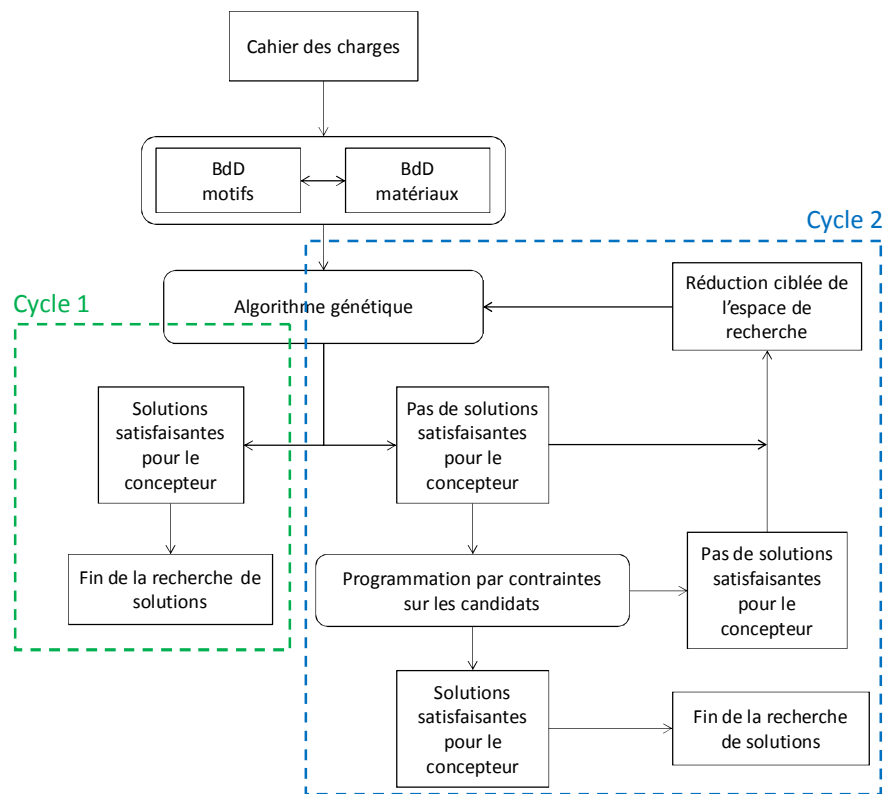 Cahier des charges
BdD
motifs
BdD
matériaux
Cycle 2
Algorithme génétique
Réduction ciblée de
l'espace de
recherche
Cycle 1
Solutions
satisfaisantes
pour le
concepteur
Pas de solutions
satisfaisantes
pour le
concepteur
Fin de la recherche de
solutions
Programmation par contraintes
sur les candidats
Pas de solutions
satisfaisantes
pour le
concepteur
Solutions
satisfaisantes
pour le
concepteur
Fin de la recherche
de solutions